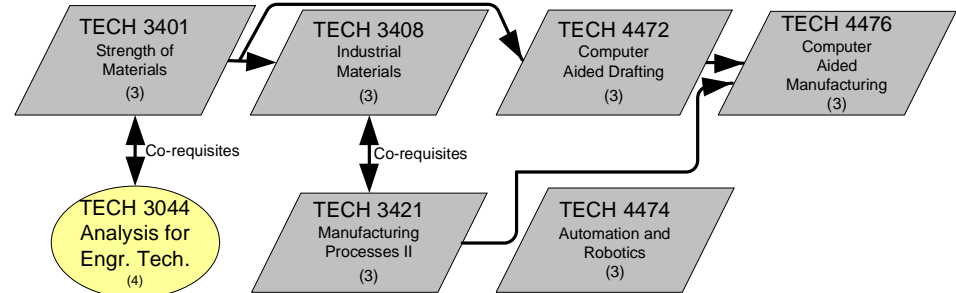 TECH 3401
Strength of
Materials
(3)
TECH 3408
Industrial
Materials
(3)
TECH 4472
Computer
Aided Drafting
(3)
TECH 4476
Computer
Aided
Manufacturing
(3)
Co-requisites
Co-requisites
TECH 3044
Analysis for
Engr. Tech.
(4)
TECH 3421
Manufacturing
Processes II
(3)
TECH 4474
Automation and
Robotics
(3)